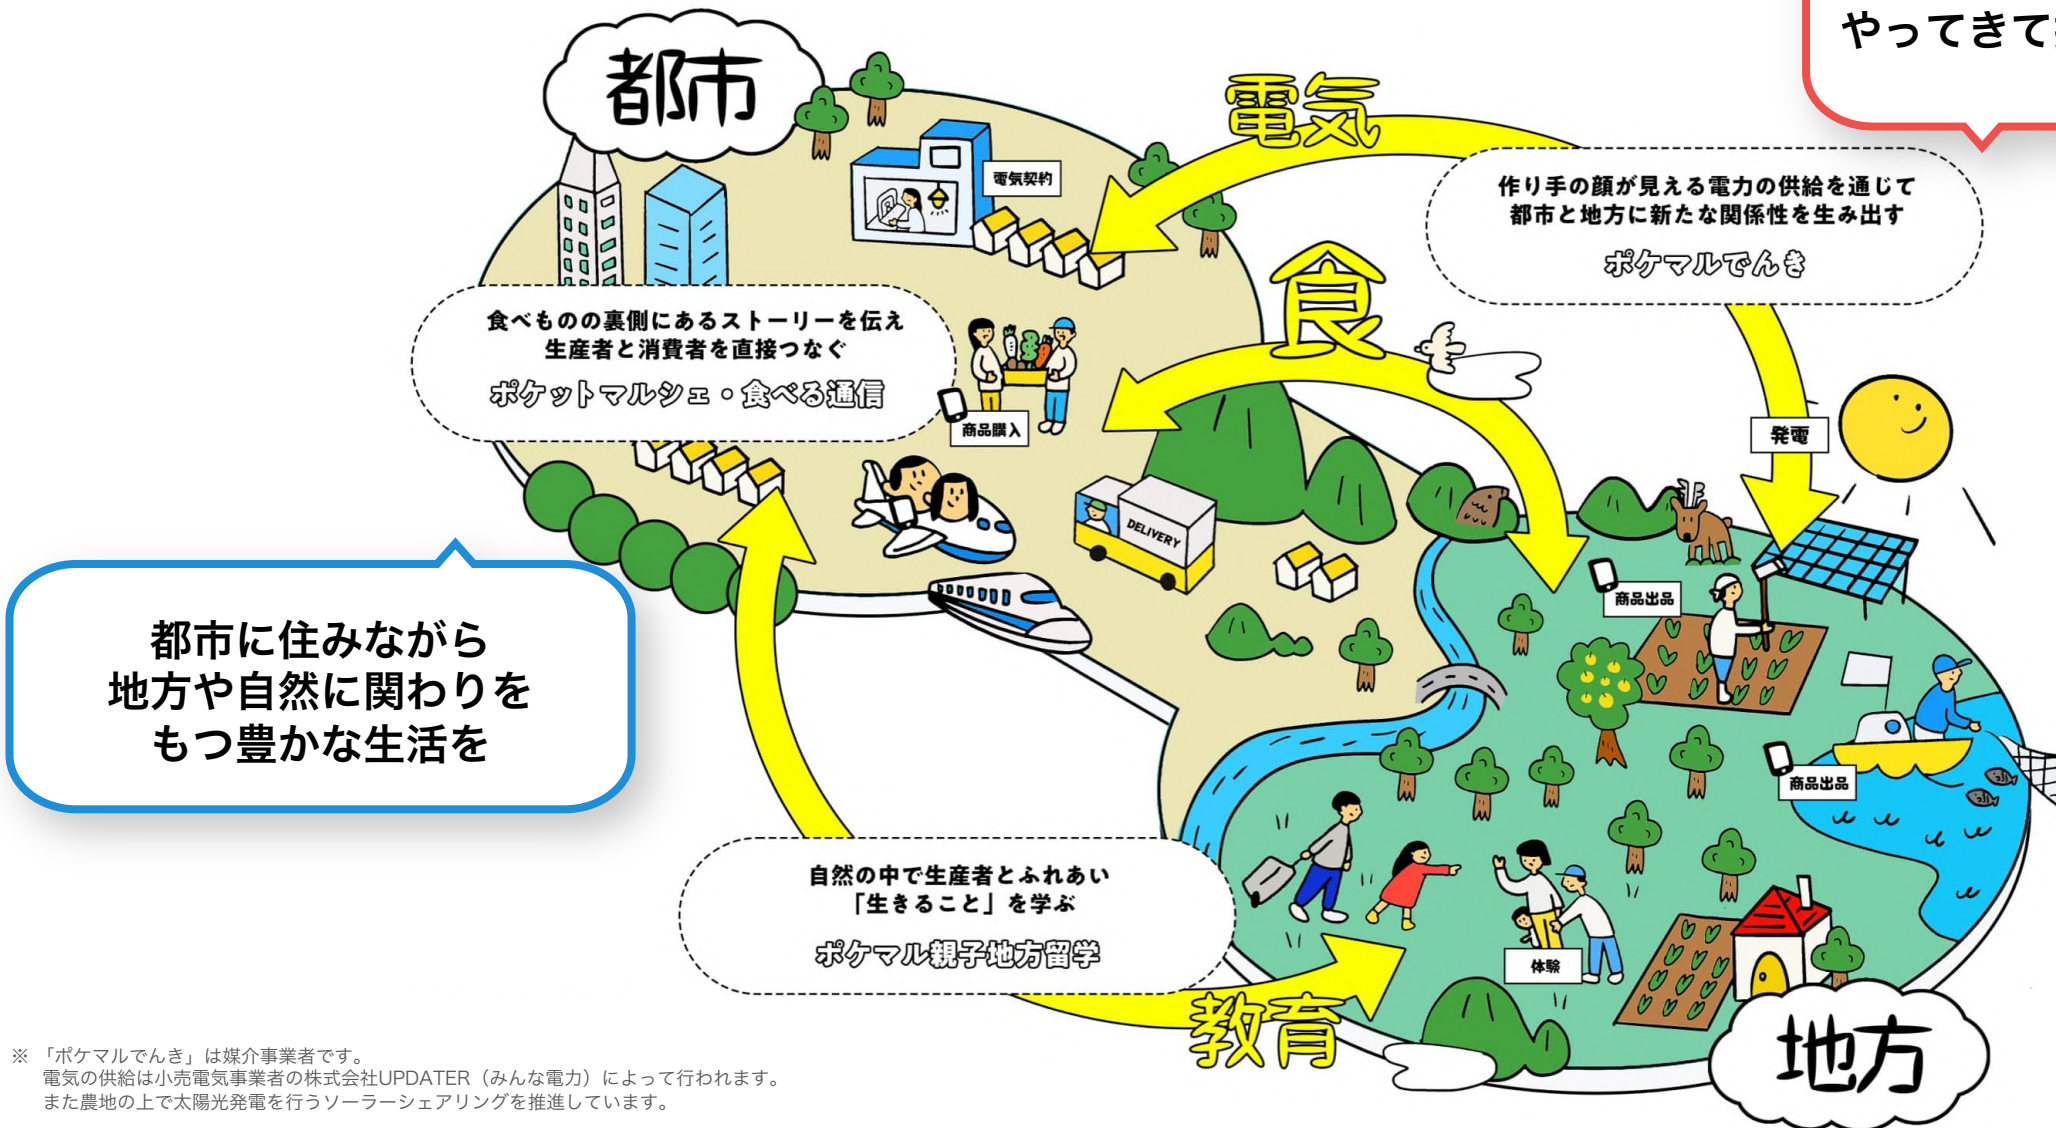 やってきて
都市
電気
電気契約
作り手の顔が見える電力の供給を通じて
都市と地方に新たな関係性を生み出す
ポケマルでんき
食
食べものの裏側にあるストーリーを伝え
生産者と消費者を直接つなぐ
ポケットマルシェ・食べる通信
商品購入
発電
DELIVERY
商品出品
都市に住みながら
地方や自然に関わりを
もつ豊かな生活を
商品出品
自然の中で生産者とふれあい
「生きること」を学ぶ
ポケマル親子地方留学
体験
教育
地方
※ 「ポケマルでんき」は媒介事業者です。
電気の供給は小売電気事業者の株式会社UPDATER（みんな電力）によって行われます。
また農地の上で太陽光発電を行うソーラーシェアリングを推進しています。